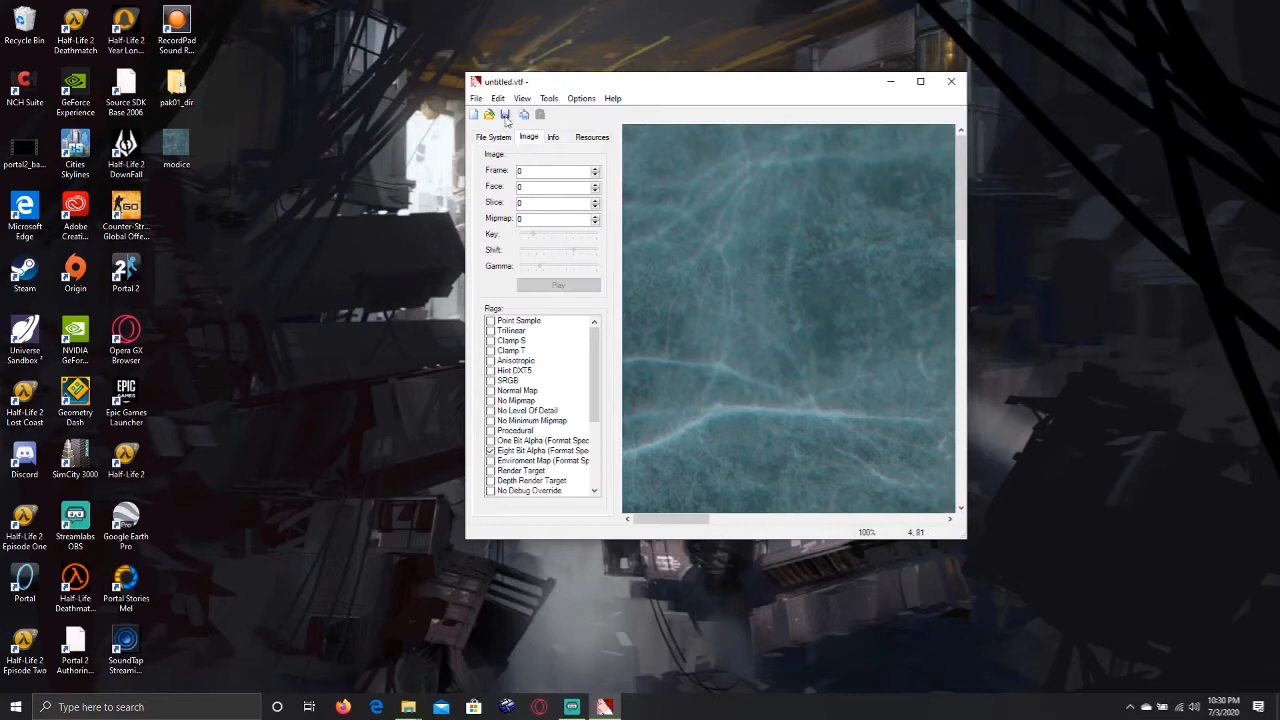 Recycle Bin
Half-Life 2 Deathmatch
Half-Life 2 Year Lon...
RecordPad Sound R...
NCH Suite
GeForce Experience
Source SDK Base 2006
pak01_dir
portal2_ba...
Cities Skylines
Half-Life 2 DownFall
modice
Microsoft Edge
Adobe Creati...
Counter-Str... Global Offe...
Steam
Origin
Portal 2
Universe Sandbox ²
NVIDIA GeFor...
Opera GX Browser
Half-Life 2 Lost Coast
Geometry Dash
Epic Games Launcher
Discord
SimCity 3000
Half-Life 2
Half-Life 2 Episode One
Streamlabs OBS
Google Earth Pro
Portal
Half-Life Deathmat...
Portal Stories Mel
Half-Life 2 Episode Two
Portal 2 Authorin...
SoundTap Streami...
untitled.vtf -
File Edit View Tools Options Help
File System Image Info Resources
Image:
Frame: 0
Face: 0
Slice: 0
Mipmap: 0
Key:
Shift:
Gamma:
Play
Flags:
Point Sample
Trilinear
Clamp S
Clamp T
Anisotropic
Hint DXT5
SRGB
Normal Map
No Mipmap
No Level Of Detail
No Minimum Mipmap
Procedural
One Bit Alpha (Format Spec
Eight Bit Alpha (Format Spe
Enviroment Map (Format Sp
Render Target
Depth Render Target
No Debug Override
100% 4, 81
Type here to search
10:30 PM
7/3/2020